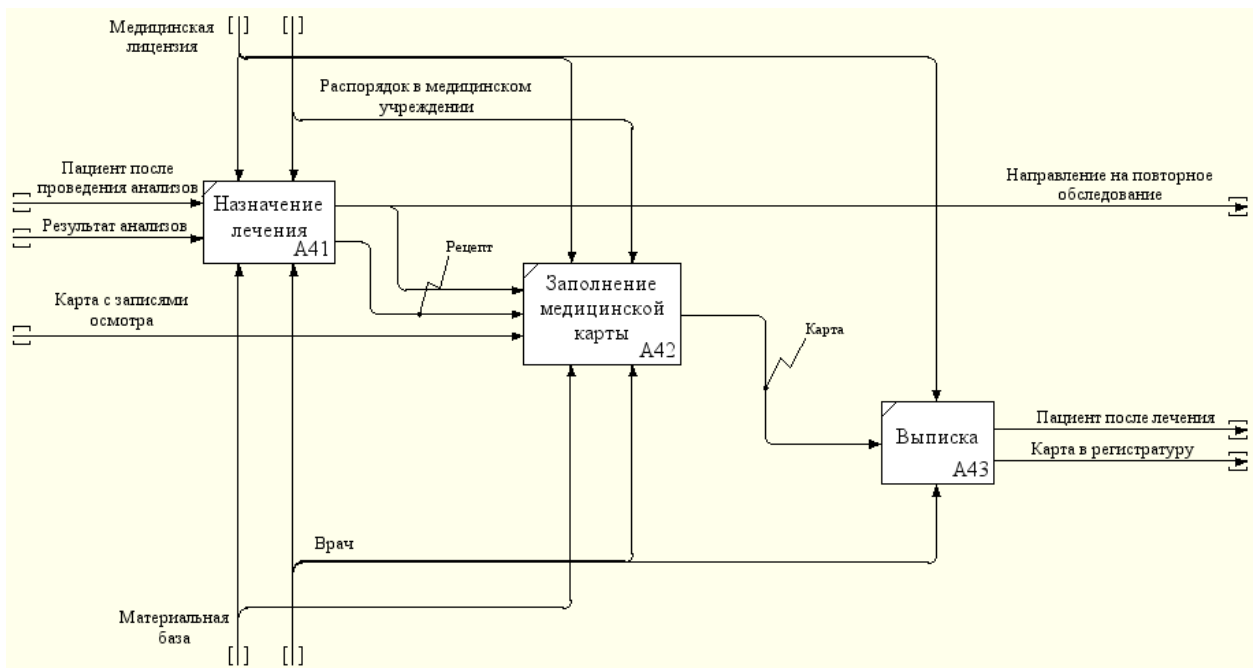 Медицинская
лицензия
Распорядок в медицинском
учреждении
Пациент после
проведения анализов
Результат анализов
Назначение
лечения
A41
Направление на повторное
обследование
Рецепт
Карта с записями
осмотра
Заполнение
медицинской
карты
A42
Карта
Выписка
A43
Пациент после лечения
Карта в регистратуру
Врач
Материальная
база